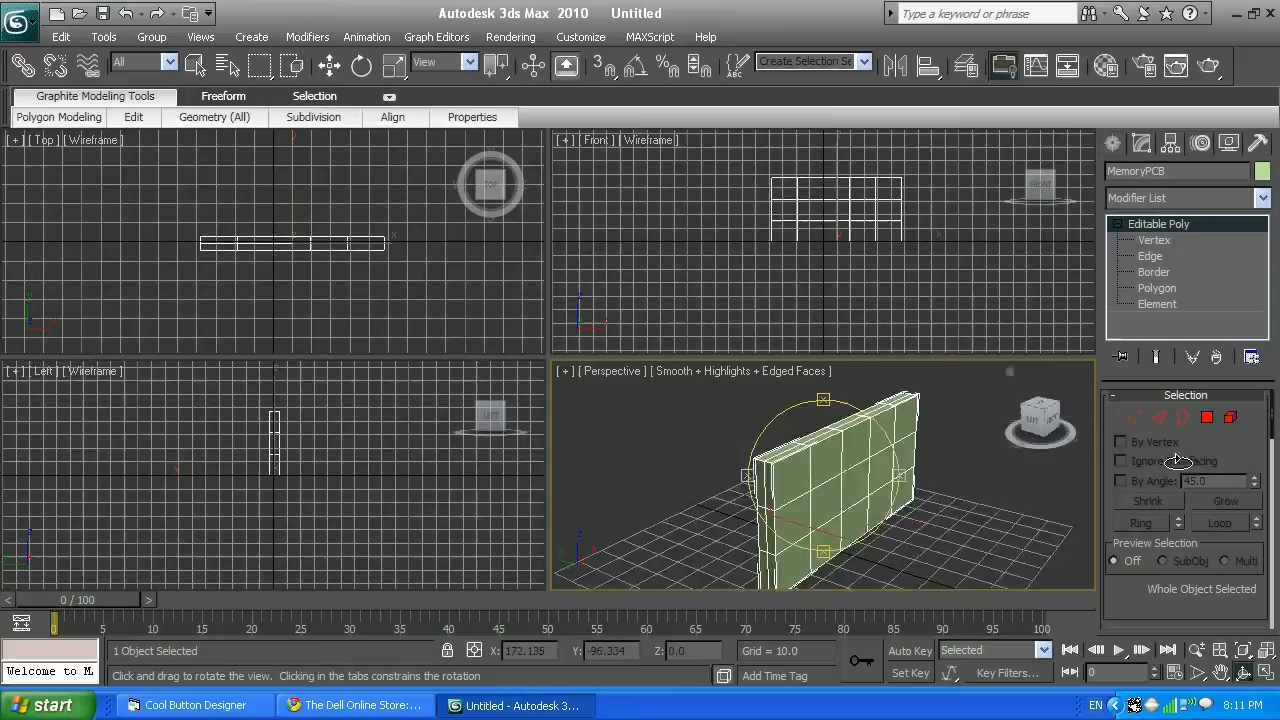 Autodesk 3ds Max 2010 Untitled
Type a keyword or phrase
Edit Tools Group Views Create Modifiers Animation Graph Editors Rendering Customize MAXScript Help
All View Create Selection Se
Graphite Modeling Tools Freeform Selection
Polygon Modeling Edit Geometry (All) Subdivision Align Properties
[ + ] [ Top ] [ Wireframe ]
TOP
[ + ] [ Front ] [ Wireframe ]
FRONT
MemoryPCB
Modifier List
Editable Poly
Vertex
Edge
Border
Polygon
Element
[ + ] [ Left ] [ Wireframe ]
LEFT
[ + ] [ Perspective ] [ Smooth + Highlights + Edged Faces ]
LEFT
Selection
By Vertex
By Angle: 45.0
Shrink Grow
Ring Loop
Preview Selection
Off SubObj Multi
Whole Object Selected
0 / 100
0 5 10 15 20 25 30 35 40 45 50 55 60 65 70 75 80 85 90 95 100
1 Object Selected X: 172.135 Y: -96.334 Z: 0.0 Grid = 10.0 Auto Key Selected
Welcome to M. Click and drag to rotate the view. Clicking in the tabs constrains the rotation Add Time Tag Set Key Key Filters... 0
start Cool Button Designer The Dell Online Store:... Untitled - Autodesk 3... EN 8:11 PM